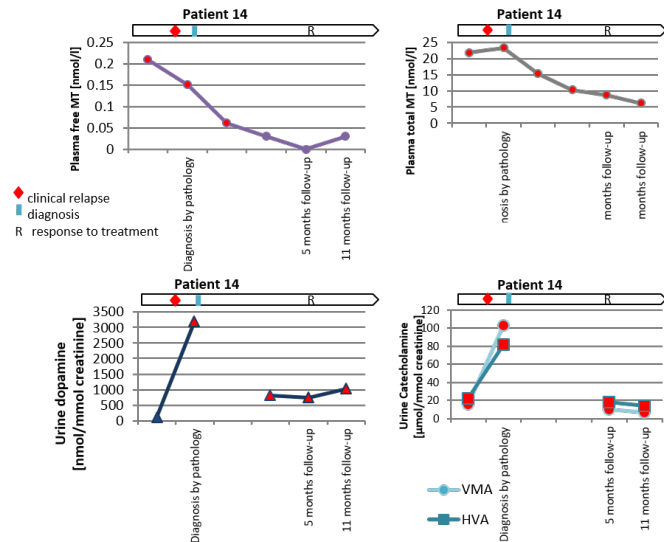 Patient 14
R
Plasma free MT [nmol/l]
0.25
0.2
0.15
0.1
0.05
0
Diagnosis by pathology
5 months follow-up
11 months follow-up
Patient 14
R
Plasma total MT [nmol/l]
25
20
15
10
5
0
nosis by pathology
months follow-up
months follow-up
clinical relapse
diagnosis
R response to treatment
Patient 14
R
Urine dopamine
[nmol/mmol creatinine]
3500
3000
2500
2000
1500
1000
500
0
Diagnosis by pathology
5 months follow-up
11 months follow-up
Patient 14
R
Urine Catecholamine
[µmol/mmol creatinine]
120
100
80
60
40
20
0
Diagnosis by pathology
5 months follow-up
11 months follow-up
VMA
HVA